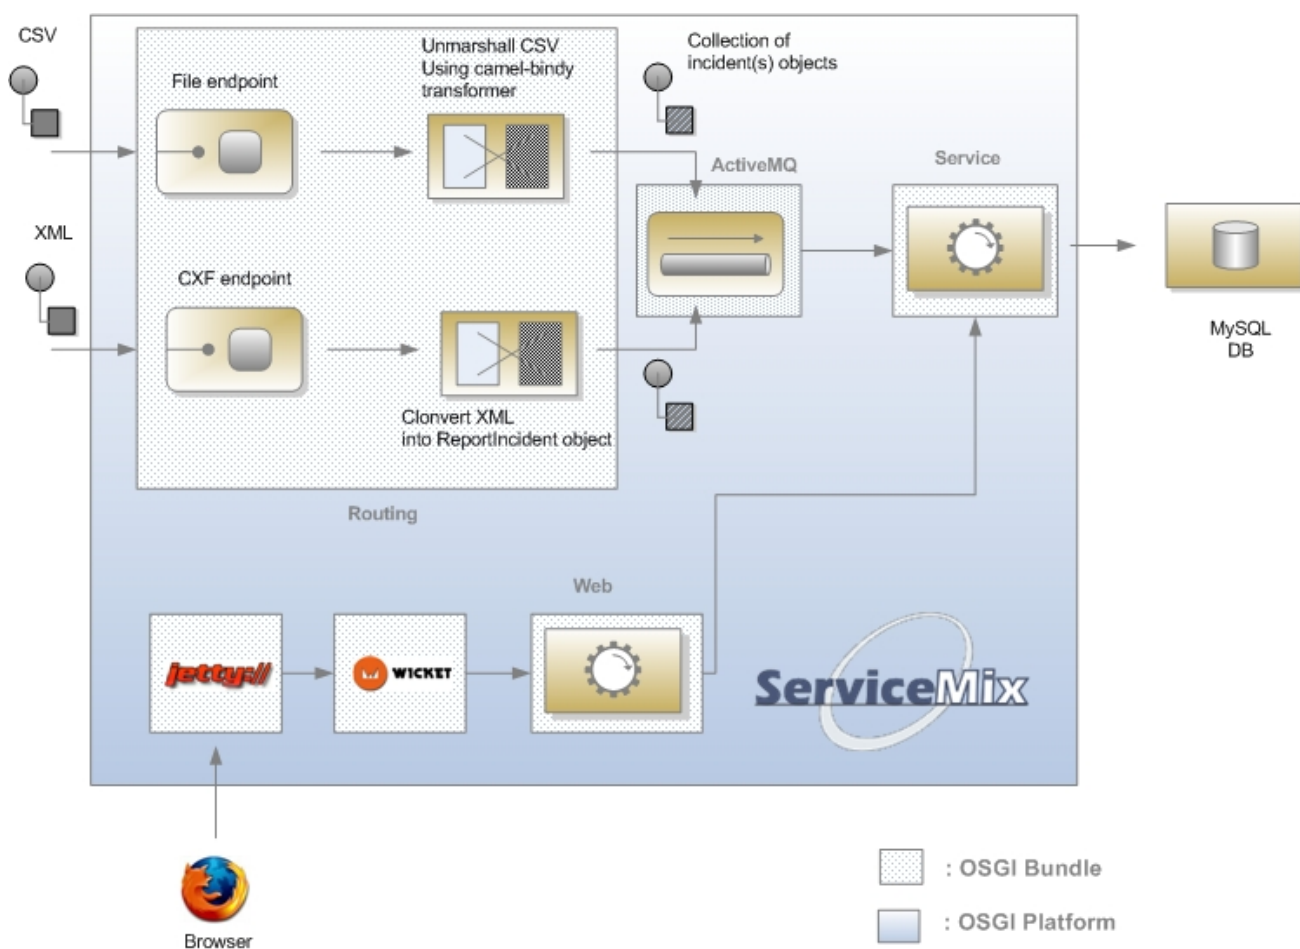 CSV
File endpoint
Unmarshall CSV
Using camel-bindy
transformer
Collection of
incident(s) objects
ActiveMQ
Service
XML
CXF endpoint
Clonvert XML
into ReportIncident object
MySQL
DB
Routing
Web
jetty://
WICKET
ServiceMix
Browser
: OSGI Bundle
: OSGI Platform